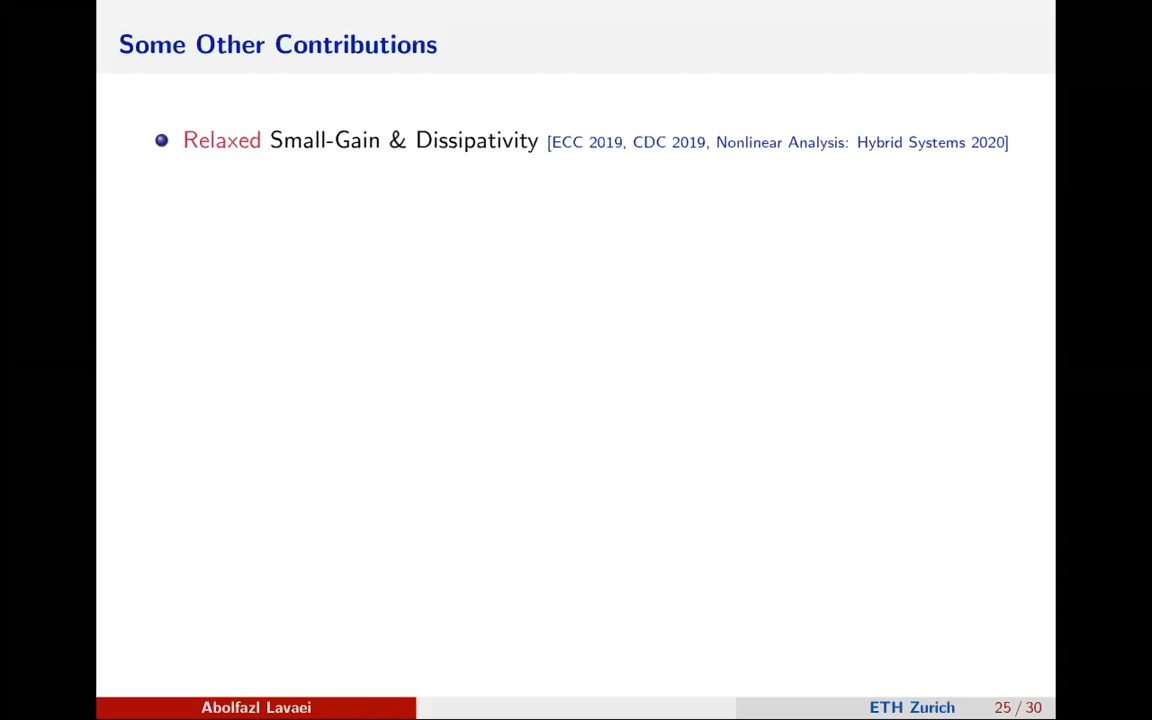 Some Other Contributions
Relaxed Small-Gain & Dissipativity [ECC 2019, CDC 2019, Nonlinear Analysis: Hybrid Systems 2020]
Abolfazl Lavaei
ETH Zurich
25 / 30